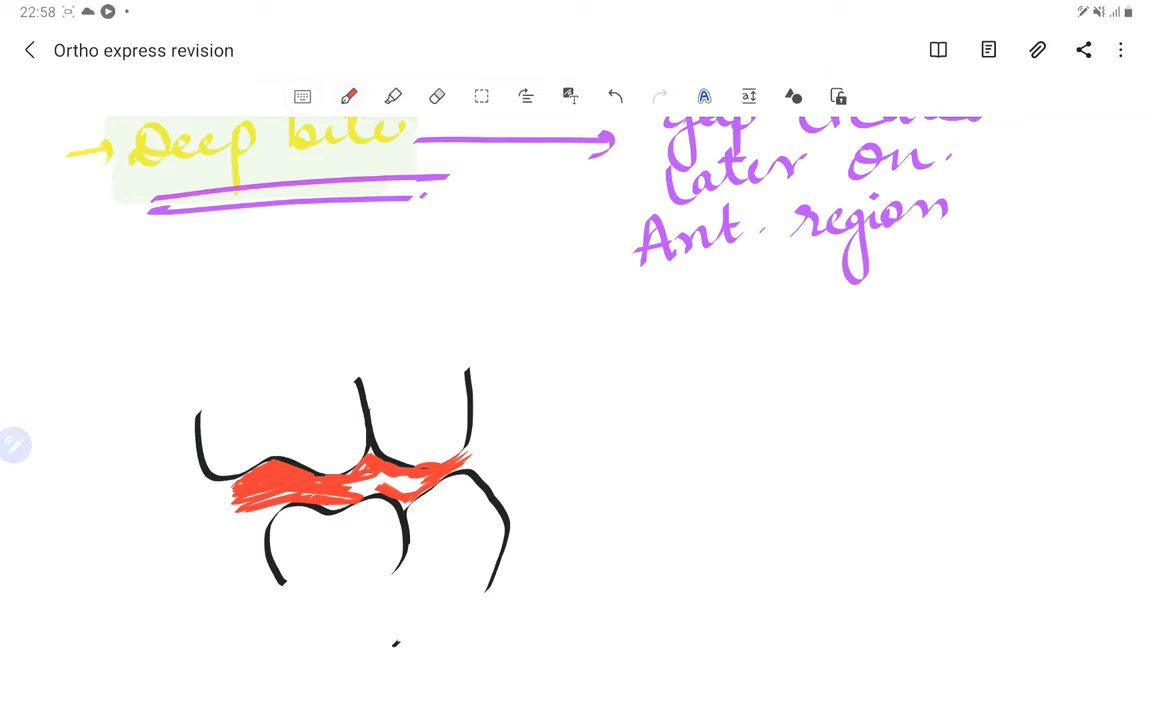 22:58
Ortho express revision
→ Deep bite
later on.
Ant. region